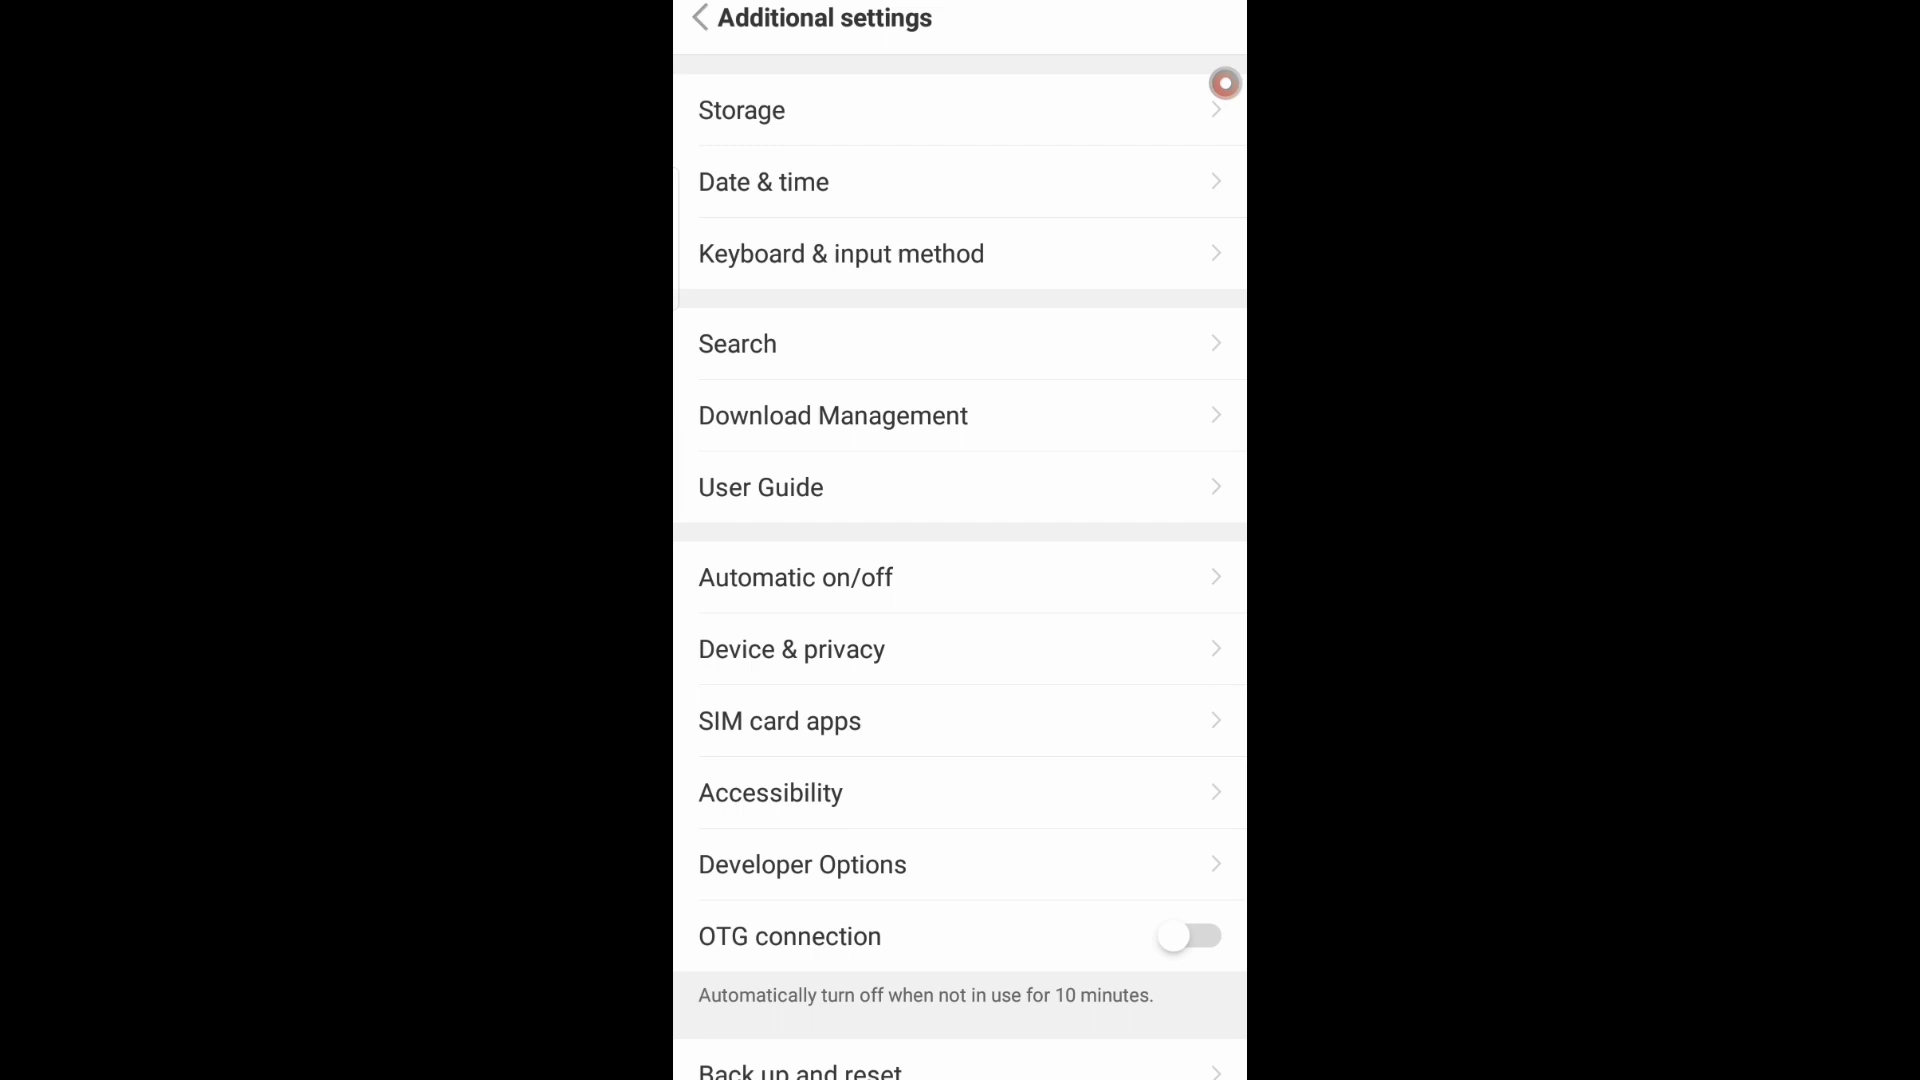 Additional settings
Storage
Date & time
Keyboard & input method
Search
Download Management
User Guide
Automatic on/off
Device & privacy
SIM card apps
Accessibility
Developer Options
OTG connection
Automatically turn off when not in use for 10 minutes.
Back up and reset